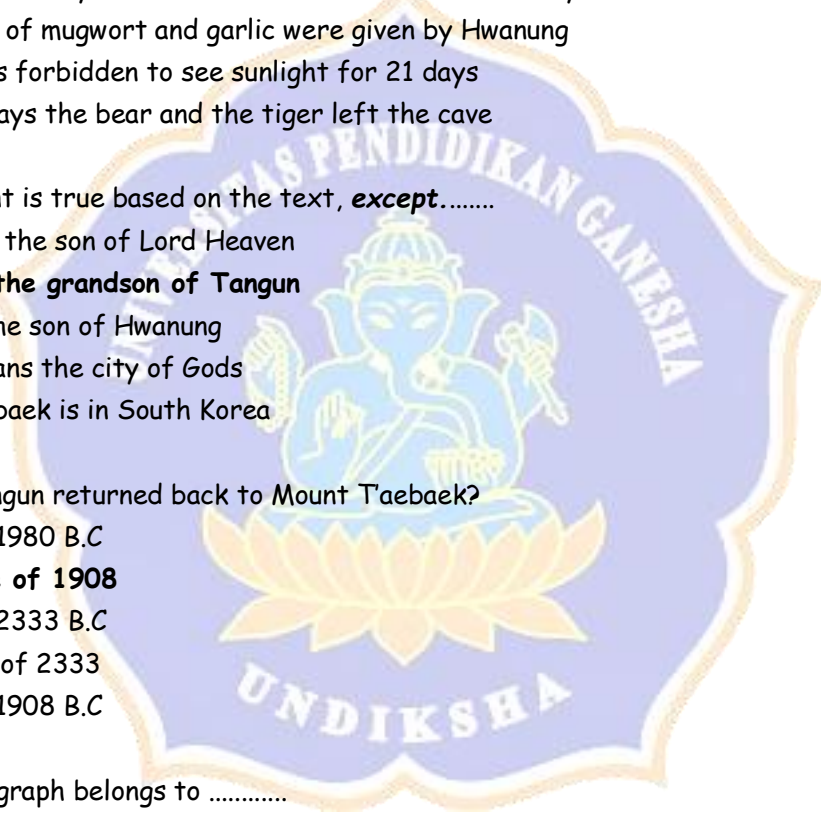 of mugwort and garlic were given by Hwanung
s forbidden to see sunlight for 21 days
ays the bear and the tiger left the cave
nt is true based on the text, except........
the son of Lord Heaven
the grandson of Tangun
he son of Hwanung
ans the city of Gods
baek is in South Korea
ngun returned back to Mount T'aebaek?
1980 B.C
of 1908
2333 B.C
of 2333
1908 B.C
graph belongs to ............
UNIVERSITAS PENDIDIKAN GANESHA
UNDIKSHA